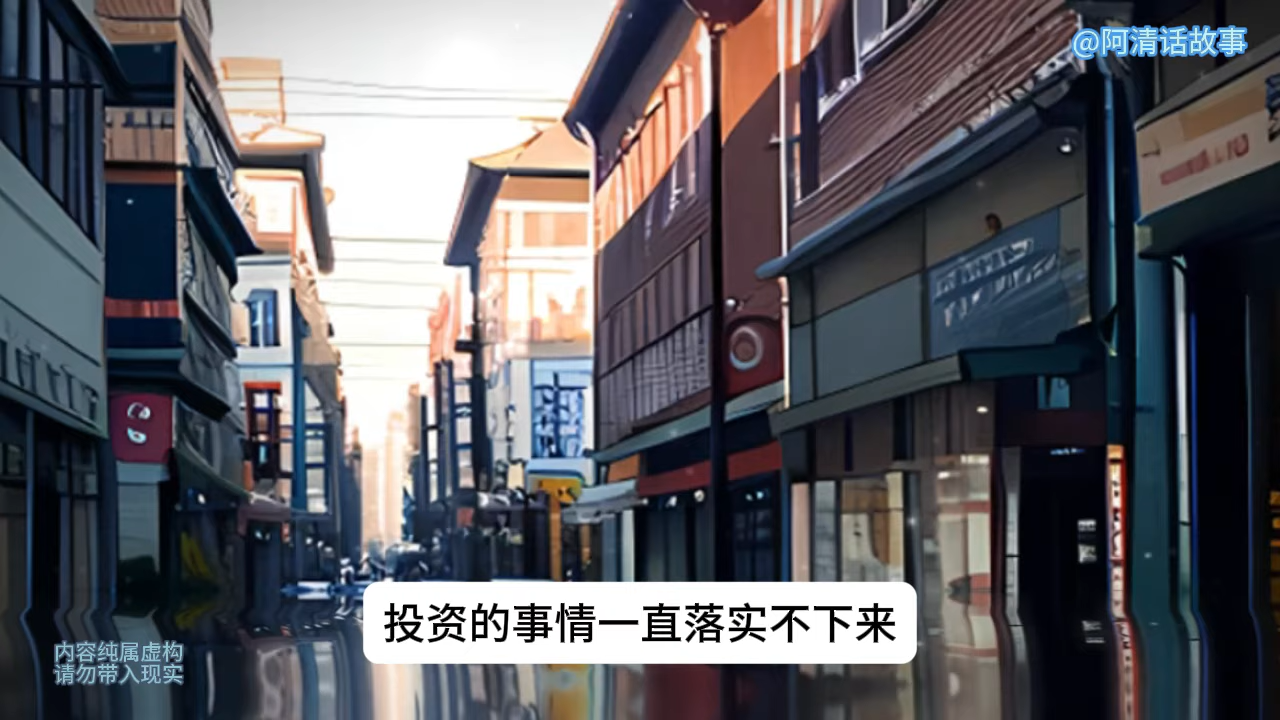 @阿清话故事
投资的事情一直落实不下来
内容纯属虚构
请勿带入现实